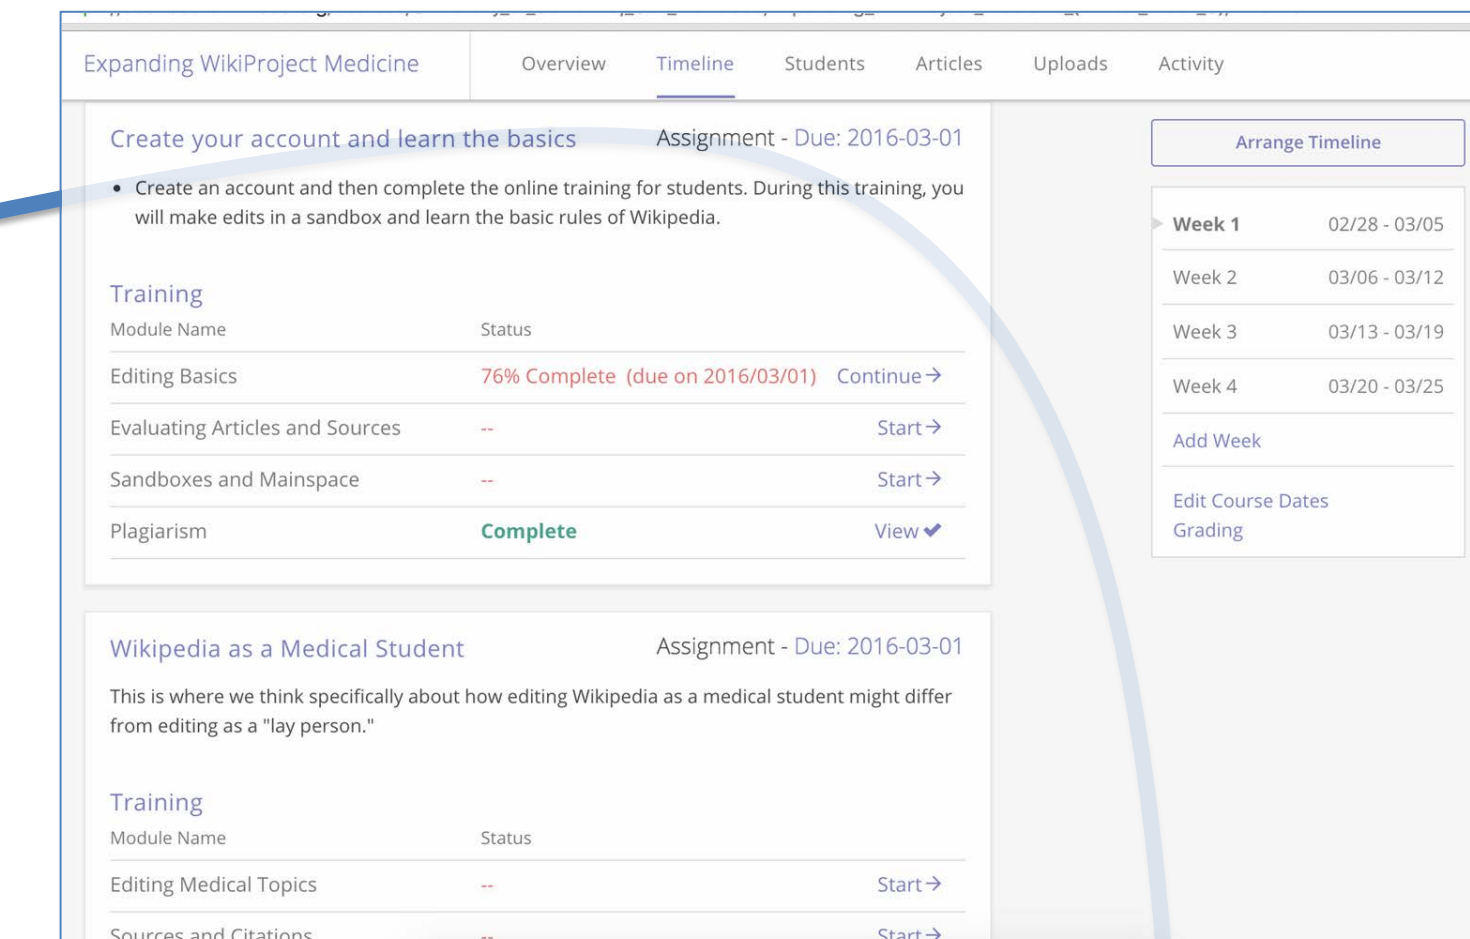 Expanding WikiProject Medicine Overview Timeline Students Articles Uploads Activity
Create your account and learn the basics Assignment - Due: 2016-03-01
• Create an account and then complete the online training for students. During this training, you
will make edits in a sandbox and learn the basic rules of Wikipedia.
Training
Module Name Status
Editing Basics 76% Complete (due on 2016/03/01) Continue→
Evaluating Articles and Sources -- Start→
Sandboxes and Mainspace -- Start→
Plagiarism Complete View ✔
Wikipedia as a Medical Student Assignment - Due: 2016-03-01
This is where we think specifically about how editing Wikipedia as a medical student might differ
from editing as a "lay person."
Training
Module Name Status
Editing Medical Topics -- Start→
Sources and Citations -- Start→
Arrange Timeline
Week 1 02/28 - 03/05
Week 2 03/06 - 03/12
Week 3 03/13 - 03/19
Week 4 03/20 - 03/25
Add Week
Edit Course Dates
Grading